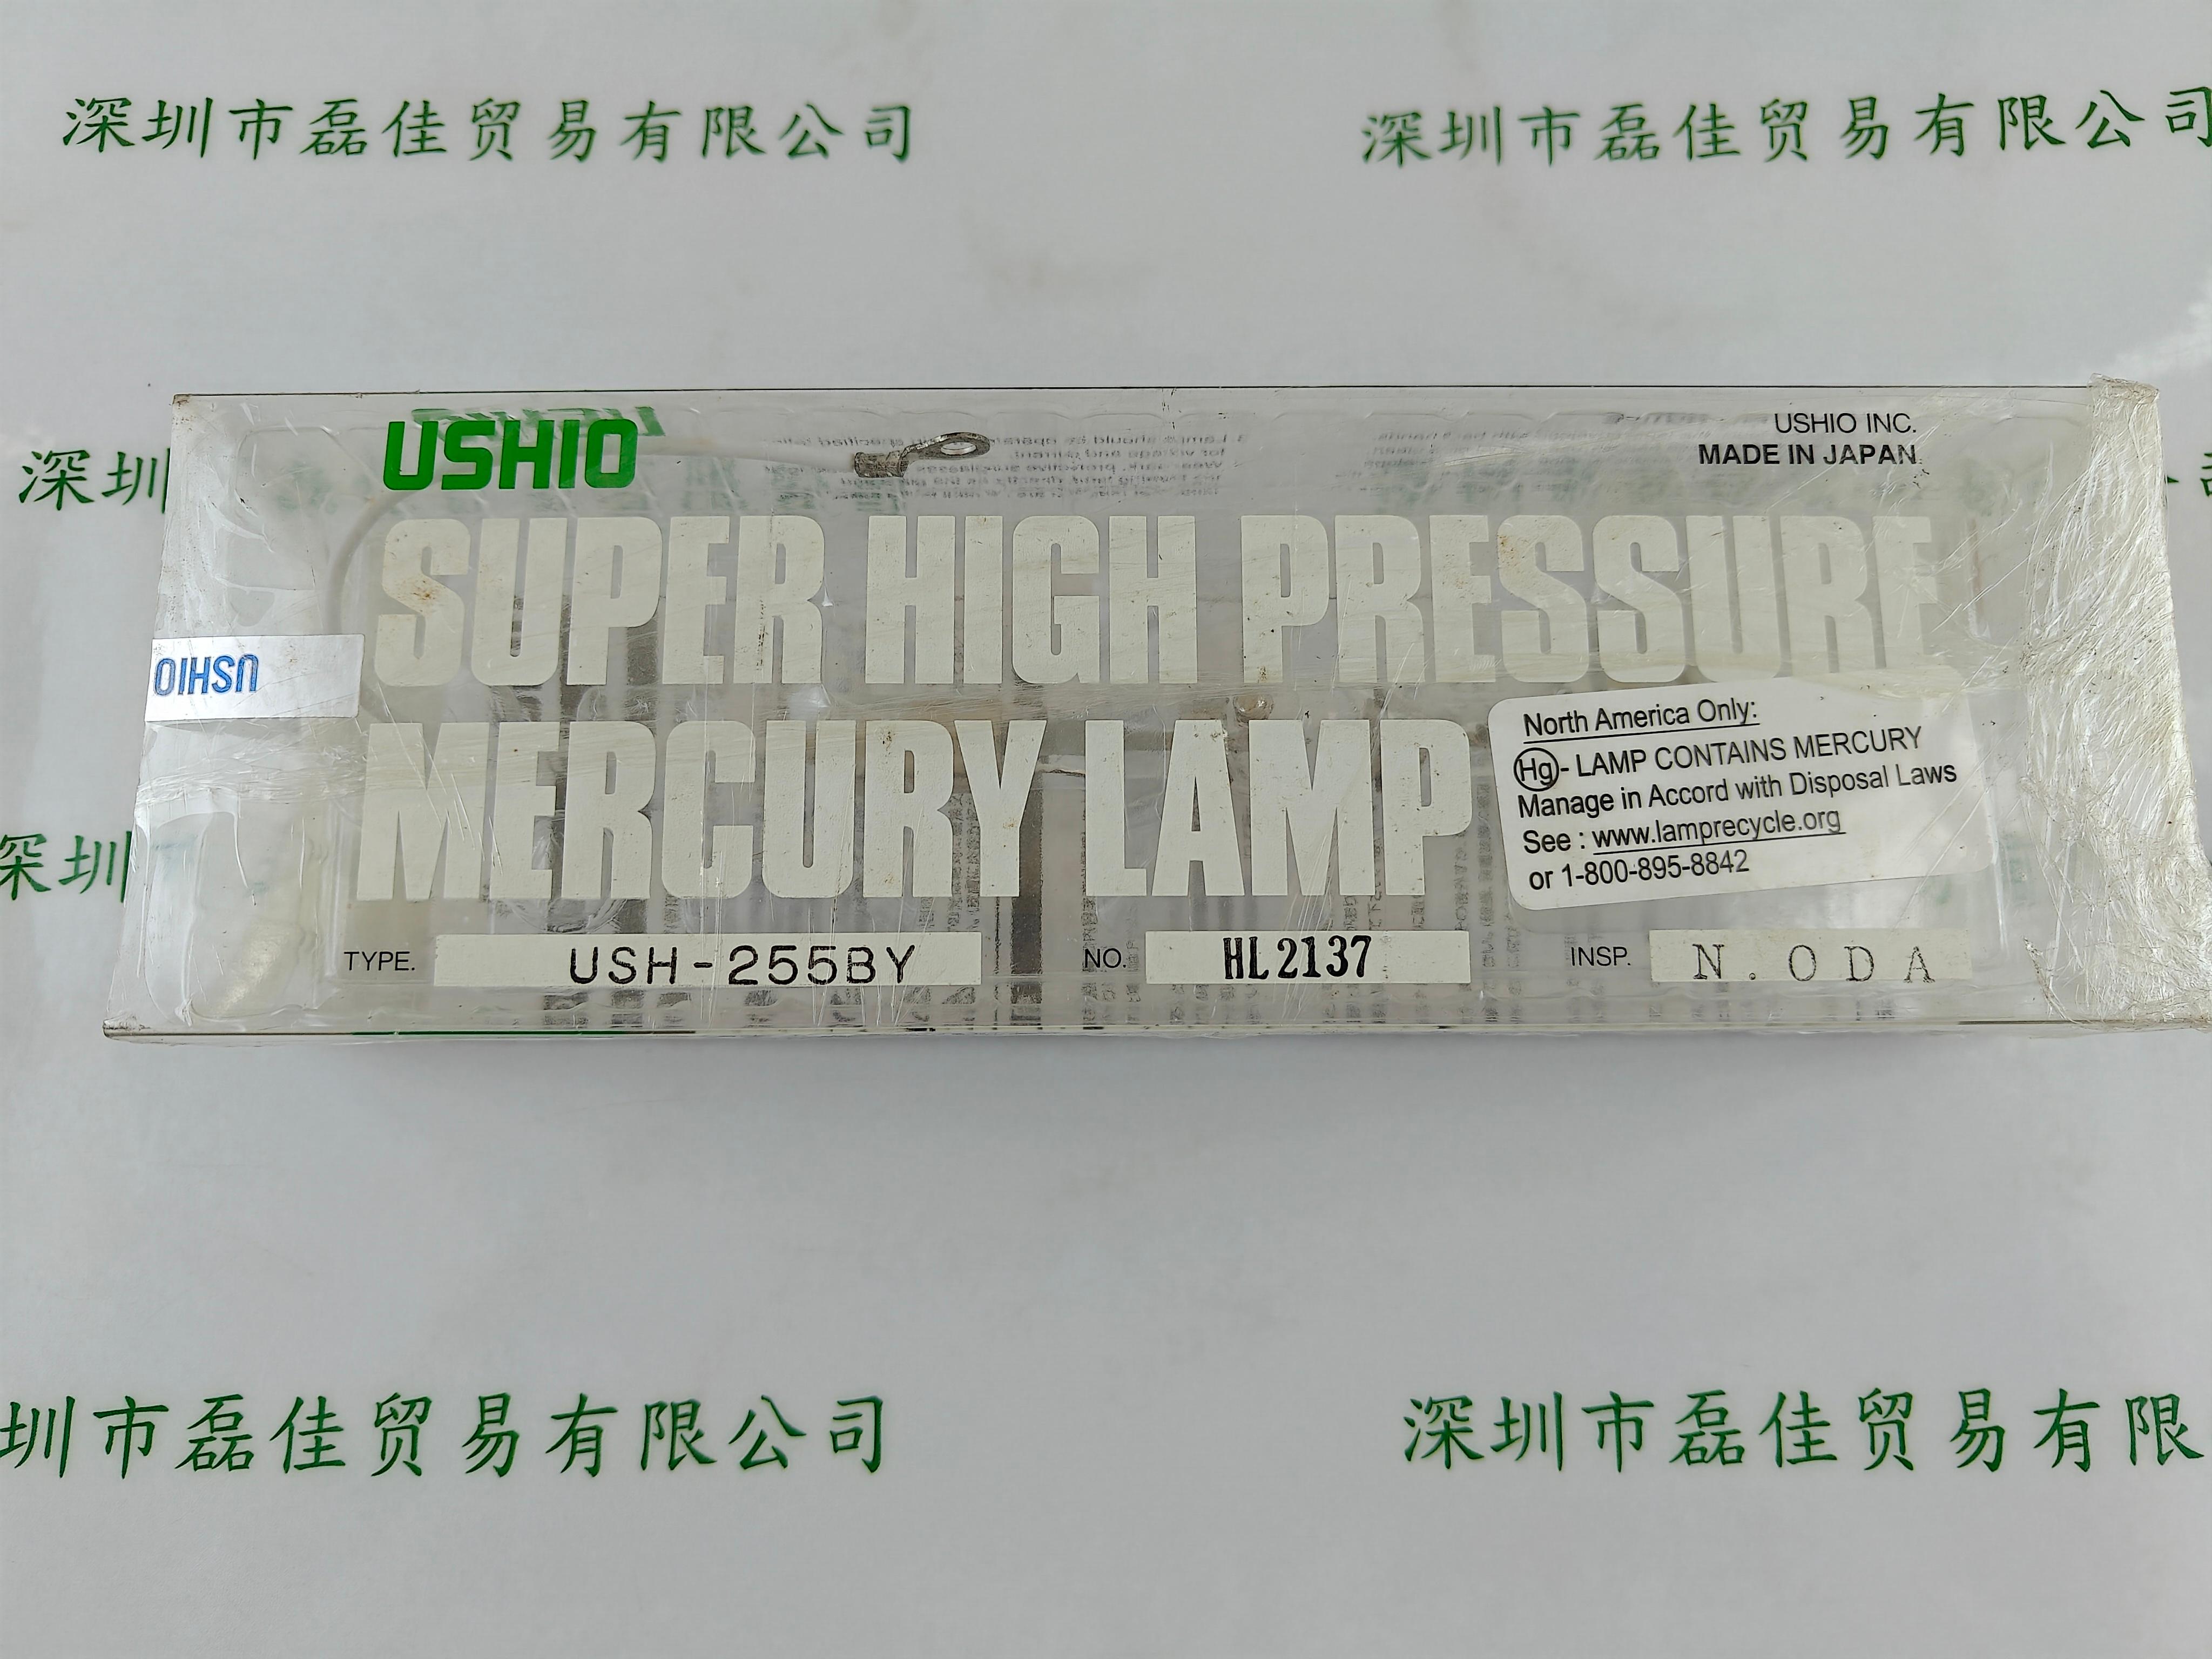 深圳市磊佳贸易有限公司
深圳市磊佳贸易有限公司
USHIO
USHIO INC.
MADE IN JAPAN
深圳
SUPER HIGH PRESSURE
USHIO
MERCURY LAMP
North America Only:
Hg - LAMP CONTAINS MERCURY
Manage in Accord with Disposal Laws
See : www.lamprecycle.org
or 1-800-895-8842
深圳
TYPE. USH-255BY NO. HL2137 INSP. N. ODA
圳市磊佳贸易有限公司
深圳市磊佳贸易有限